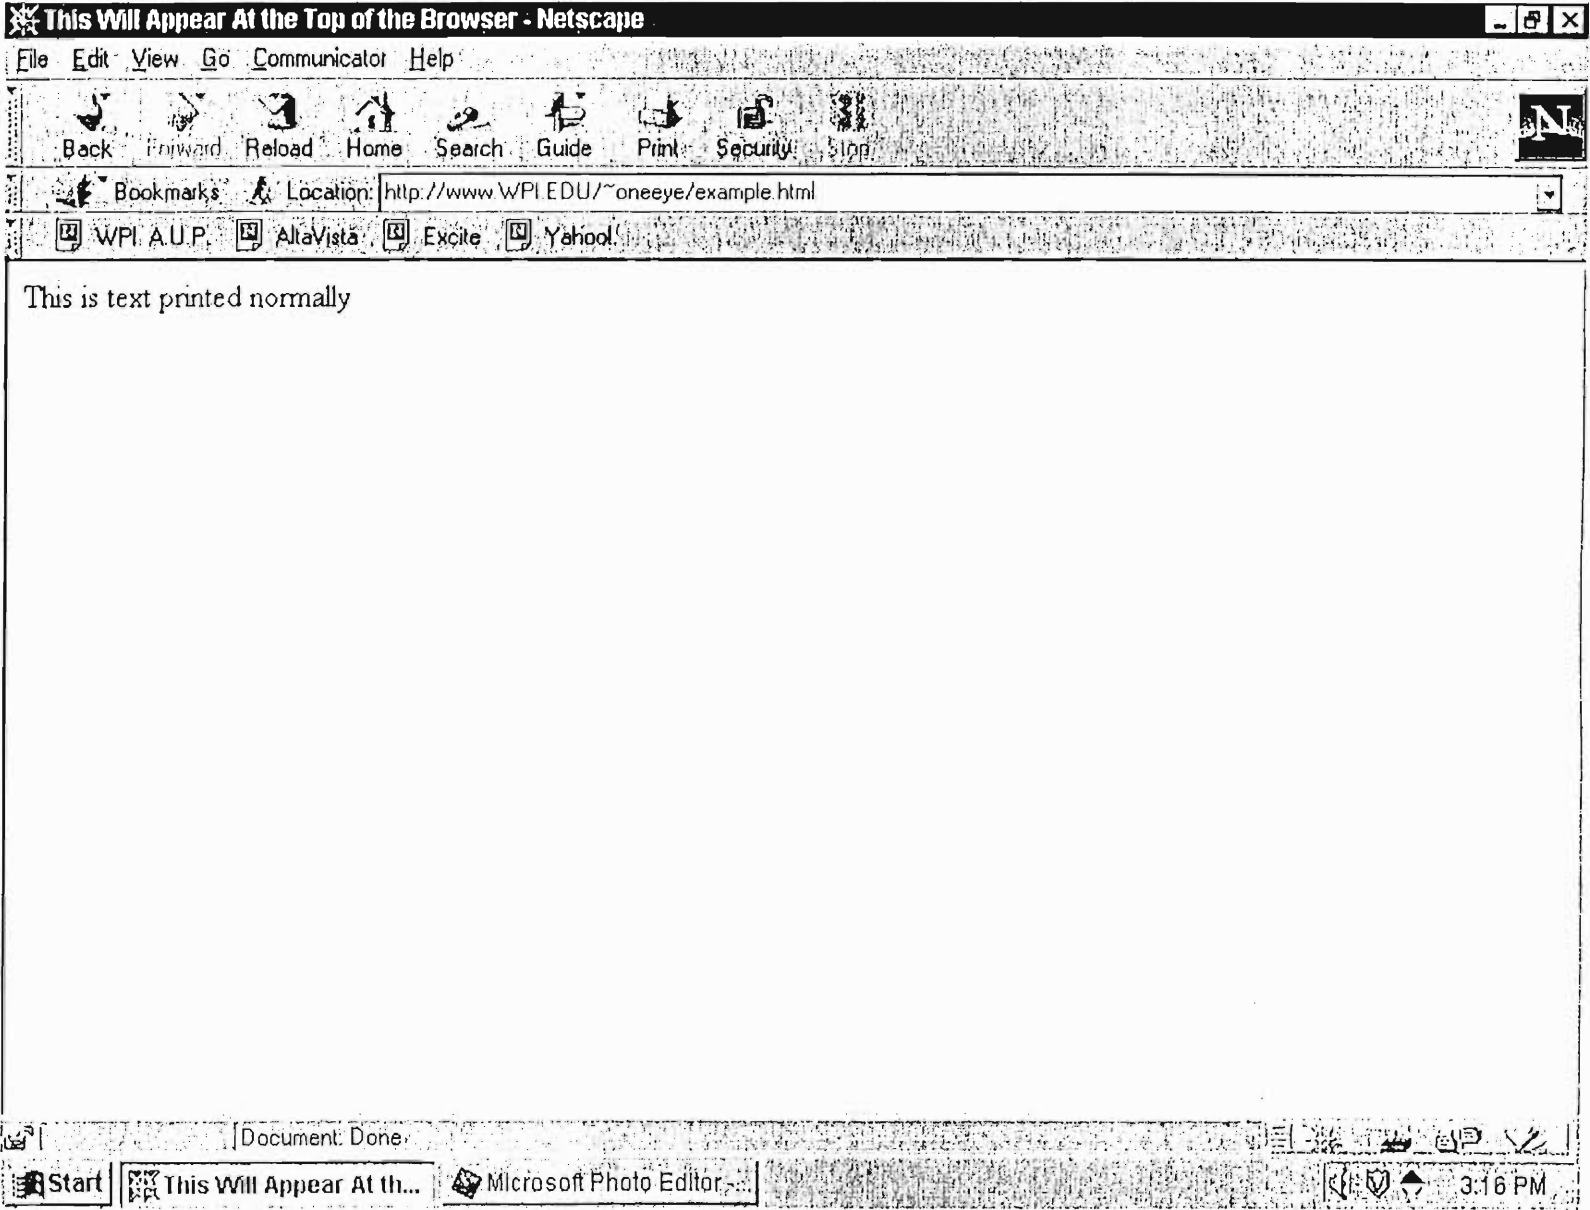 This Will Appear At the Top of the Browser - Netscape
File Edit View Go Communicator Help
Back Forward Reload Home Search Guide Print Security Stop
N
Bookmarks Location: http://www.WPI.EDU/~oneeye/example.html
WPI A.U.P. AltaVista Excite Yahoo!
This is text printed normally
Document: Done
Start This Will Appear At th... Microsoft Photo Editor -... 3:16 PM